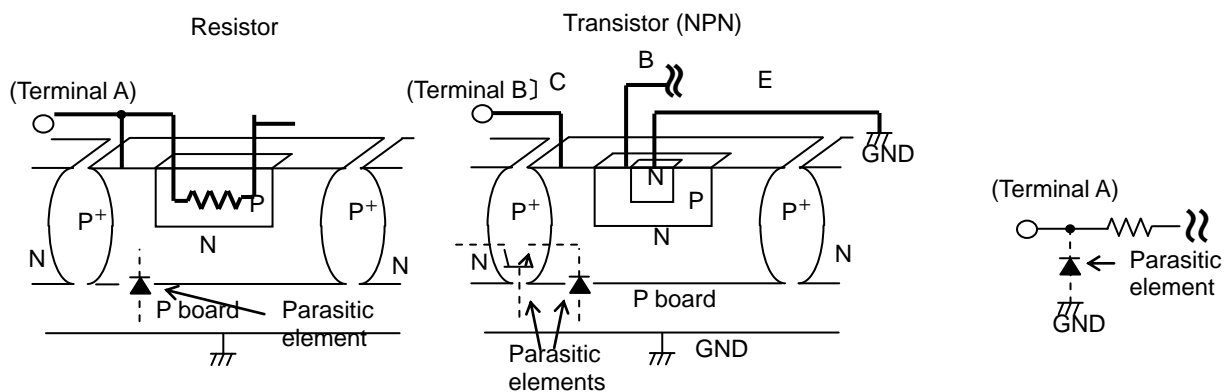 Resistor
(Terminal A)
P+
P
P+
N
N
N
P board
Parasitic
element
Transistor (NPN)
(Terminal B〕
C
B
E
GND
N
P+
P
P+
N
N
N
P board
Parasitic
elements
GND
(Terminal A)
Parasitic
element
GND